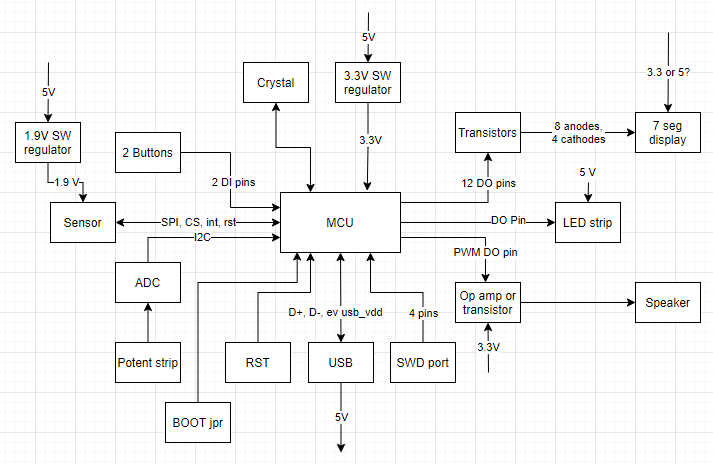 5V
3.3V SW
regulator
3.3V
Crystal
3.3 or 5?
5V
1.9V SW
regulator
1.9 V
2 Buttons
2 DI pins
Transistors
8 anodes,
4 cathodes
7 seg
display
12 DO pins
Sensor
SPI, CS, int, rst
MCU
DO Pin
5 V
LED strip
I2C
PWM DO pin
ADC
Op amp or
transistor
Speaker
3.3V
D+, D-, ev usb_vdd
4 pins
Potent strip
RST
USB
SWD port
BOOT jpr
5V